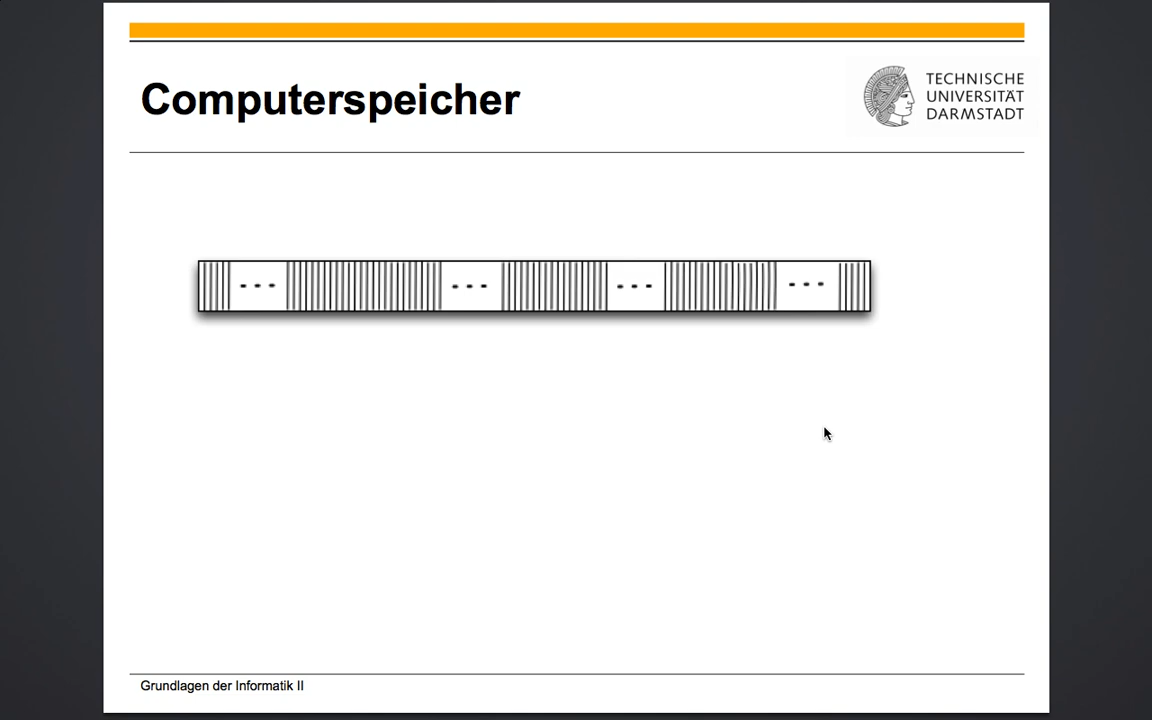 Computerspeicher
TECHNISCHE
UNIVERSITÄT
DARMSTADT
Grundlagen der Informatik II